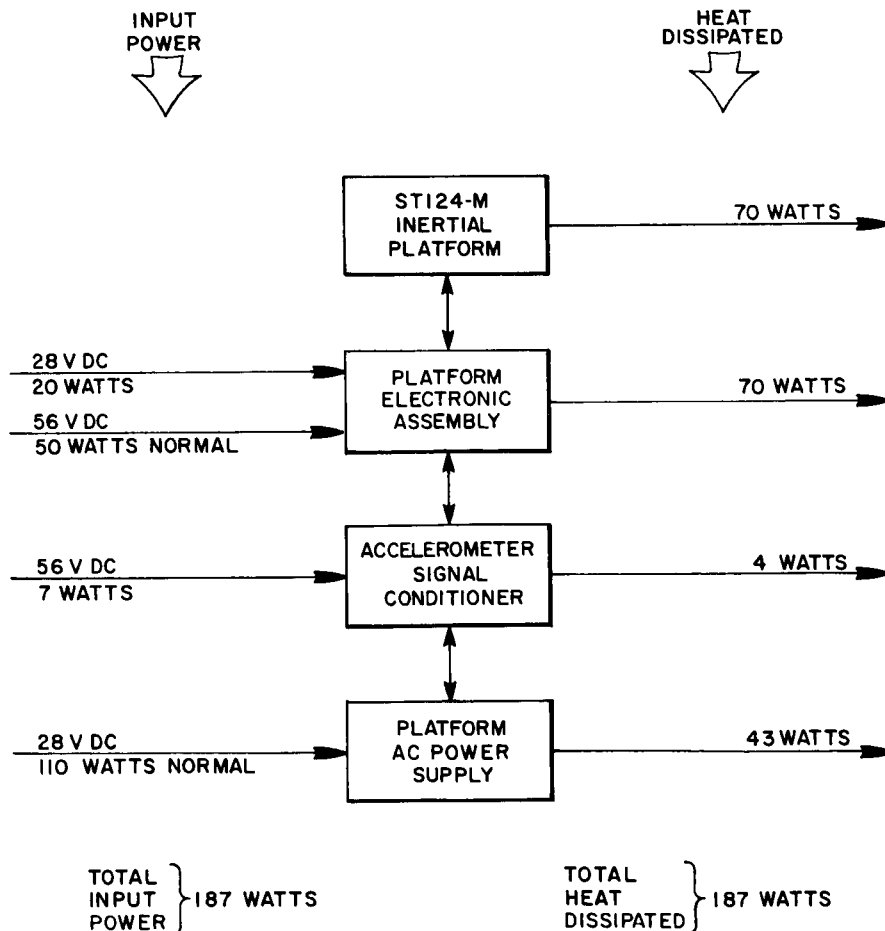 INPUT
POWER
HEAT
DISSIPATED
ST124-M
INERTIAL
PLATFORM
70 WATTS
28 V DC
20 WATTS
56 V DC
50 WATTS NORMAL
PLATFORM
ELECTRONIC
ASSEMBLY
70 WATTS
56 V DC
7 WATTS
ACCELEROMETER
SIGNAL
CONDITIONER
4 WATTS
28 V DC
110 WATTS NORMAL
PLATFORM
AC POWER
SUPPLY
43 WATTS
TOTAL
INPUT
POWER
187 WATTS
TOTAL
HEAT
DISSIPATED
187 WATTS